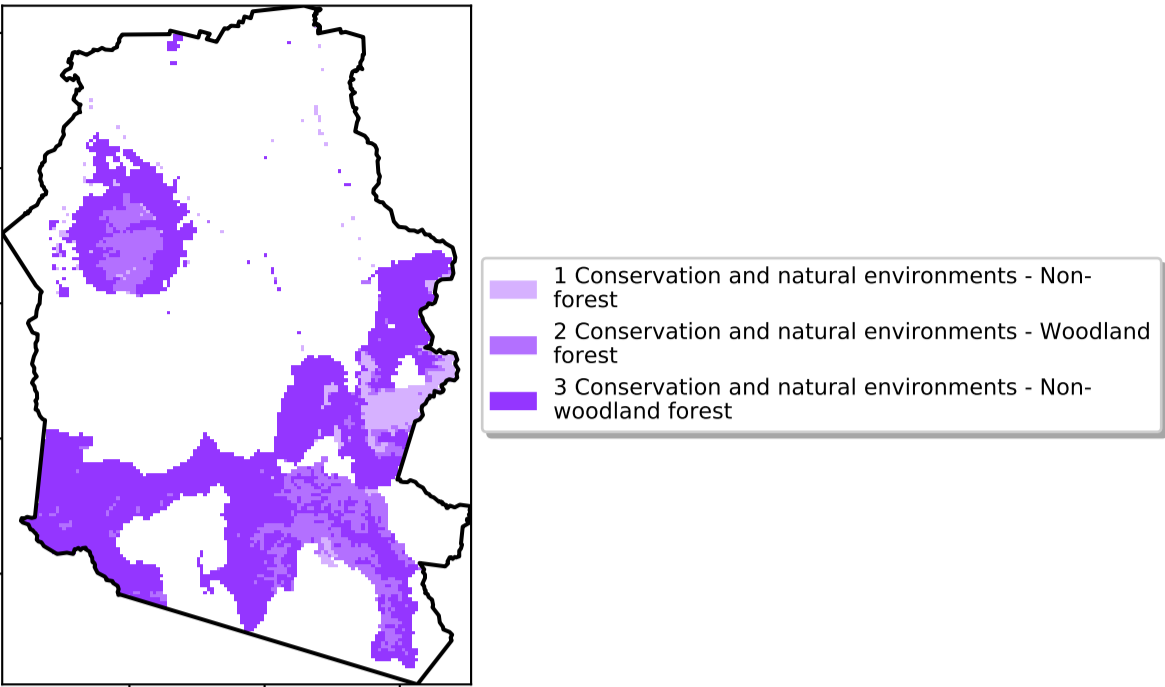 1 Conservation and natural environments - Non-
forest
2 Conservation and natural environments - Woodland
forest
3 Conservation and natural environments - Non-
woodland forest